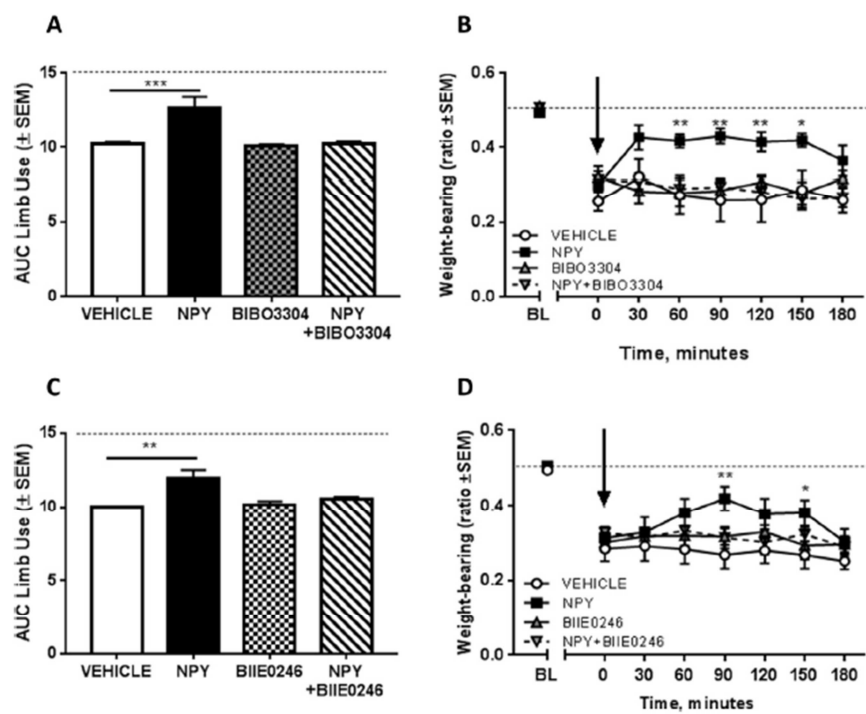 A
AUC Limb Use (± SEM)
15
10
5
0
***
VEHICLE NPY BIBO3304 NPY
+BIBO3304
B
Weight-bearing (ratio ±SEM)
0.6
0.4
0.2
0.0
** ** ** *
VEHICLE
NPY
BIBO3304
NPY+BIBO3304
BL 0 30 60 90 120 150 180
Time, minutes
C
AUC Limb Use (± SEM)
15
10
5
0
**
VEHICLE NPY BIIE0246 NPY
+BIIE0246
D
Weight-bearing (ratio ±SEM)
0.6
0.4
0.2
0.0
** *
VEHICLE
NPY
BIIE0246
NPY+BIIE0246
BL 0 30 60 90 120 150 180
Time, minutes